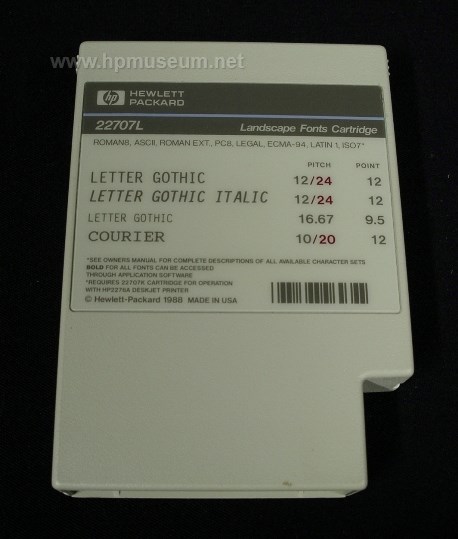 www.hpmuseum.net
hp HEWLETT
PACKARD
22707L Landscape Fonts Cartridge
ROMAN8, ASCII, ROMAN EXT., PC8, LEGAL, ECMA-94, LATIN 1, ISO7*
PITCH POINT
LETTER GOTHIC 12/24 12
LETTER GOTHIC ITALIC 12/24 12
LETTER GOTHIC 16.67 9.5
COURIER 10/20 12
*SEE OWNERS MANUAL FOR COMPLETE DESCRIPTIONS OF ALL AVAILABLE CHARACTER SETS
BOLD FOR ALL FONTS CAN BE ACCESSED
THROUGH APPLICATION SOFTWARE
*REQUIRES 22707K CARTRIDGE FOR OPERATION
WITH HP2276A DESKJET PRINTER
© Hewlett-Packard 1988 MADE IN USA